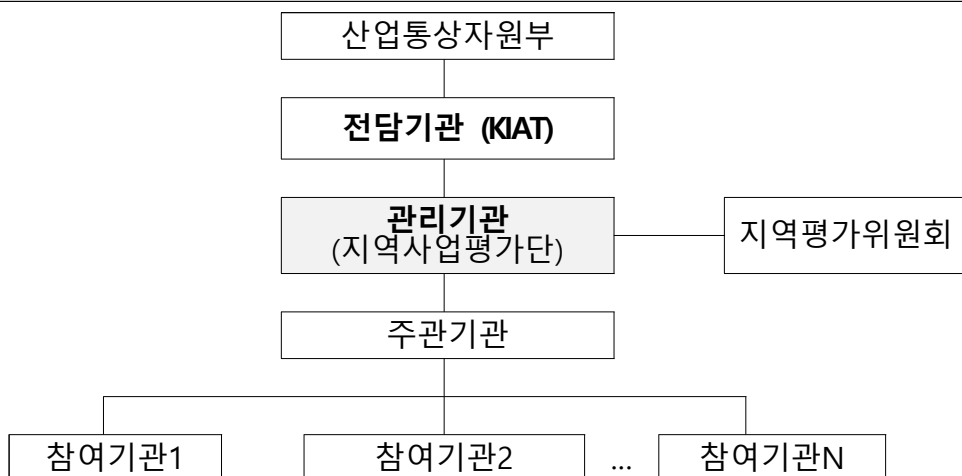 산업통상자원부
전담기관 (KIAT)
관리기관
(지역사업평가단)
지역평가위원회
주관기관
참여기관1
참여기관2
...
참여기관N